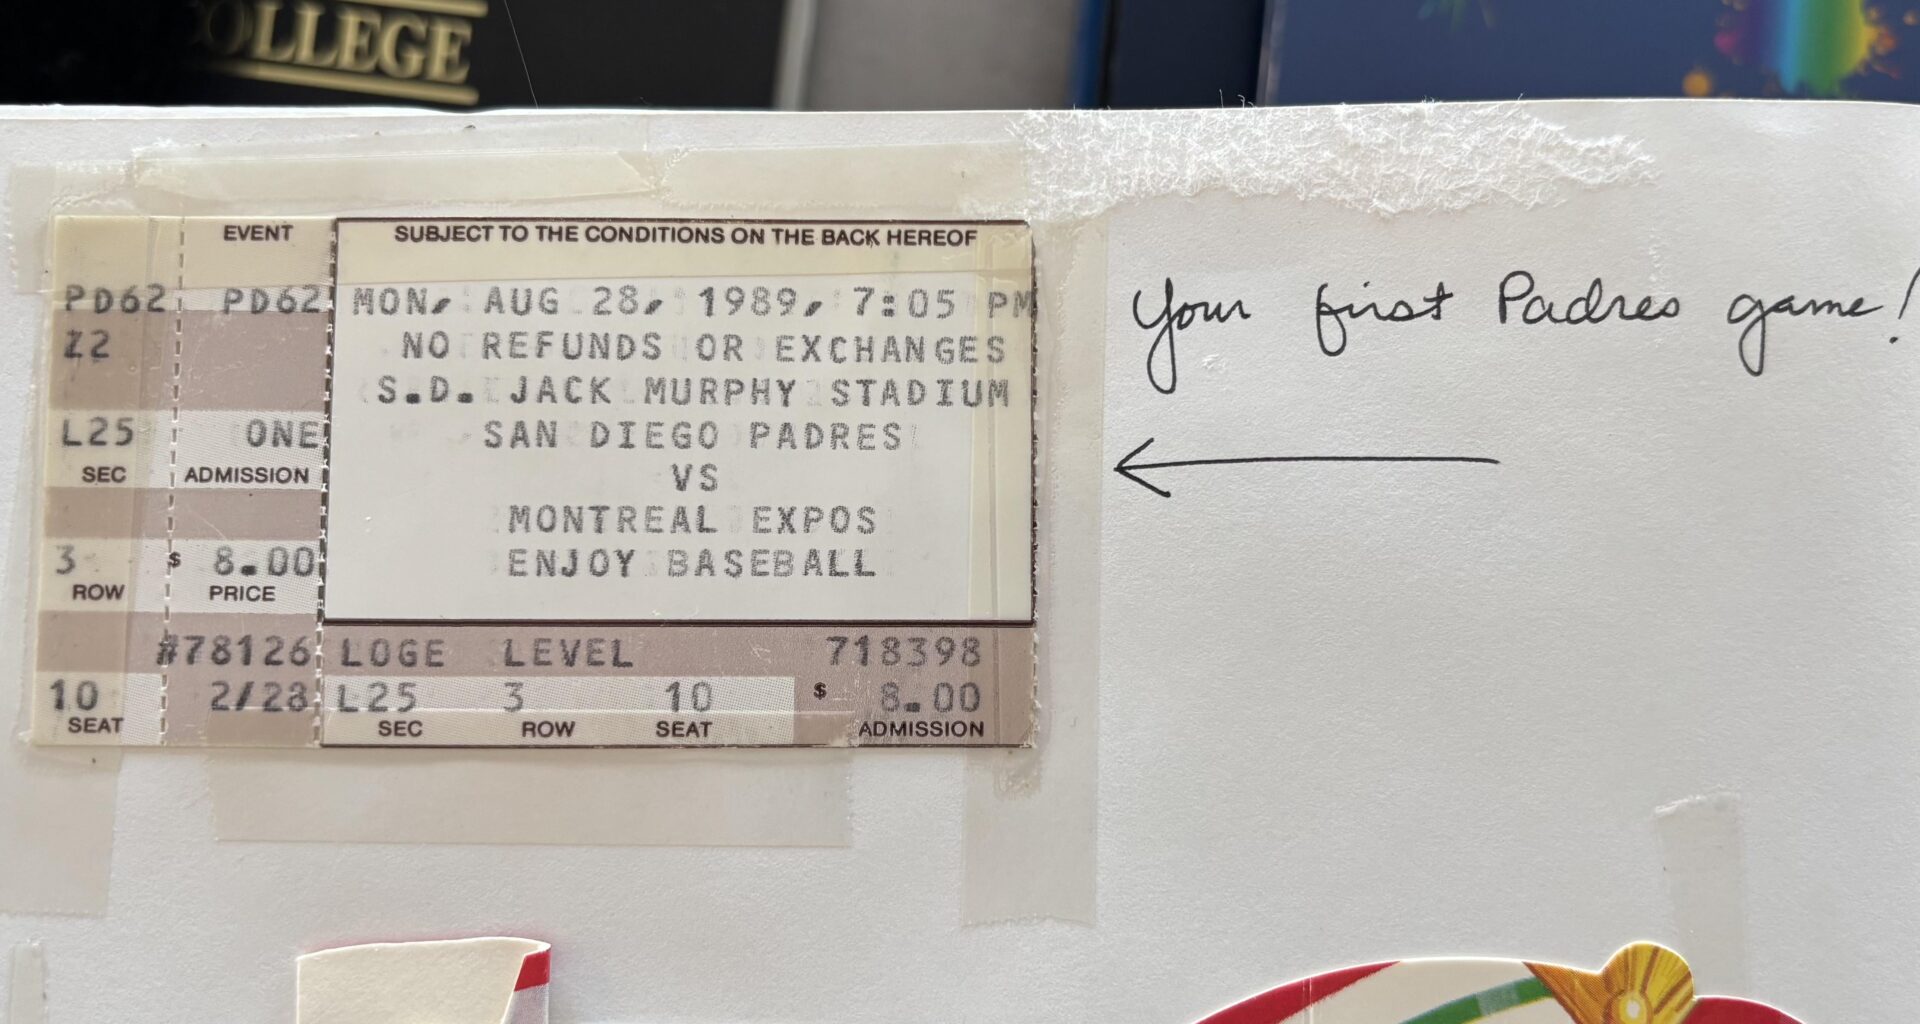 OLLEGE
EVENT
SUBJECT TO THE CONDITIONS ON THE BACK HEREOF
PD62 PD62 MON, AUG 28, 1989, 7:05 PM
Z2 NO REFUNDS OR EXCHANGES
S.D. JACK MURPHY STADIUM
L25 ONE SAN DIEGO PADRES
SEC ADMISSION VS
MONTREAL EXPOS
3 $ 8.00 ENJOY BASEBALL
ROW PRICE
#78126 LOGE LEVEL 718398
10 2/28 L25 3 10 $ 8.00
SEAT SEC ROW SEAT ADMISSION
Your first Padres game!